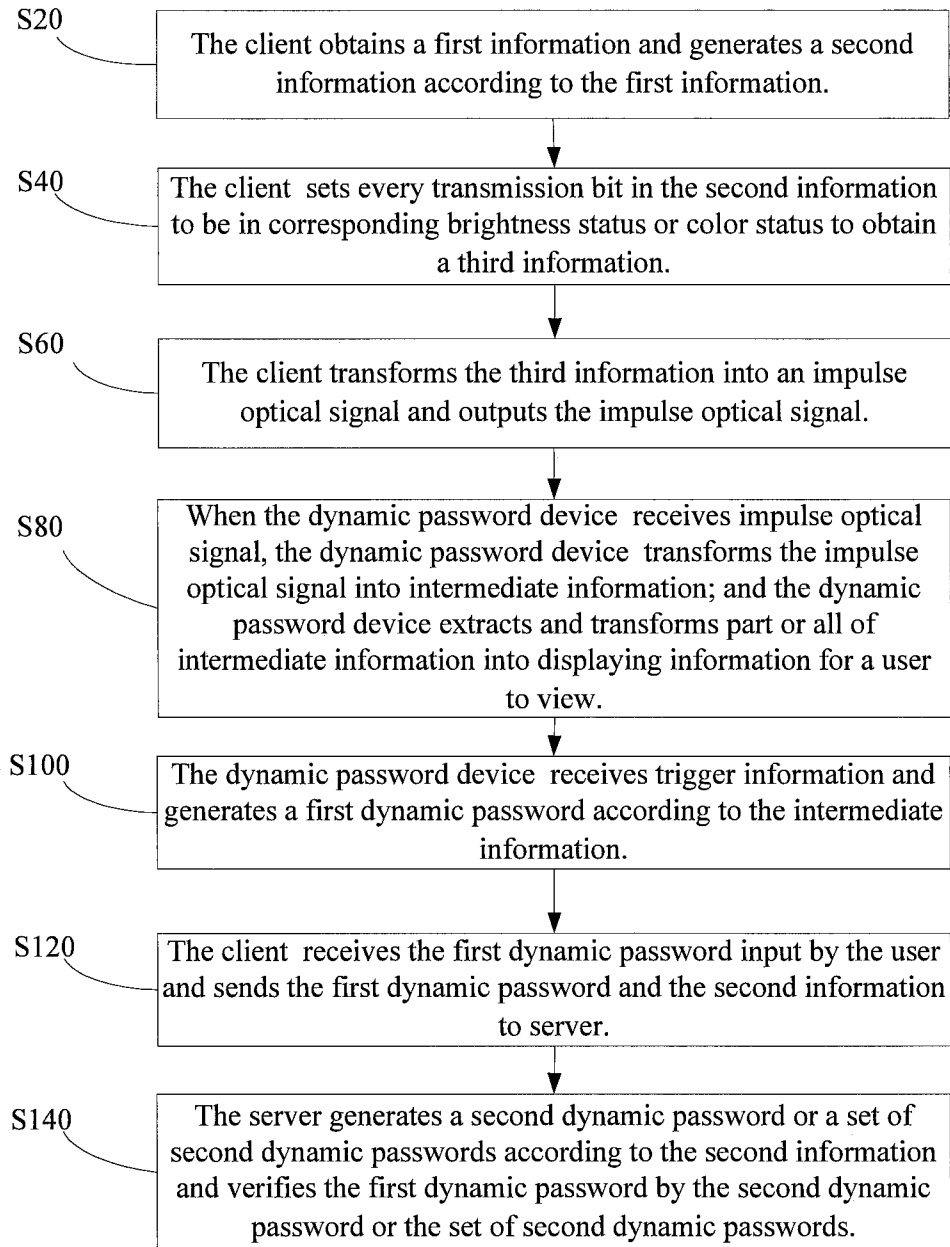 S20
The client obtains a first information and generates a second
information according to the first information.
S40
The client sets every transmission bit in the second information
to be in corresponding brightness status or color status to obtain
a third information.
S60
The client transforms the third information into an impulse
optical signal and outputs the impulse optical signal.
S80
When the dynamic password device receives impulse optical
signal, the dynamic password device transforms the impulse
optical signal into intermediate information; and the dynamic
password device extracts and transforms part or all of
intermediate information into displaying information for a user
to view.
S100
The dynamic password device receives trigger information and
generates a first dynamic password according to the intermediate
information.
S120
The client receives the first dynamic password input by the user
and sends the first dynamic password and the second information
to server.
S140
The server generates a second dynamic password or a set of
second dynamic passwords according to the second information
and verifies the first dynamic password by the second dynamic
password or the set of second dynamic passwords.